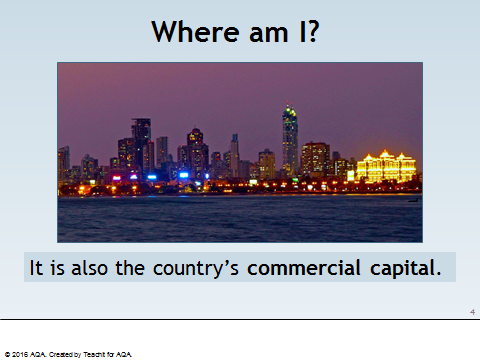 Where am I?
It is also the country's commercial capital.
4
© 2016 AQA. Created by Teachit for AQA.